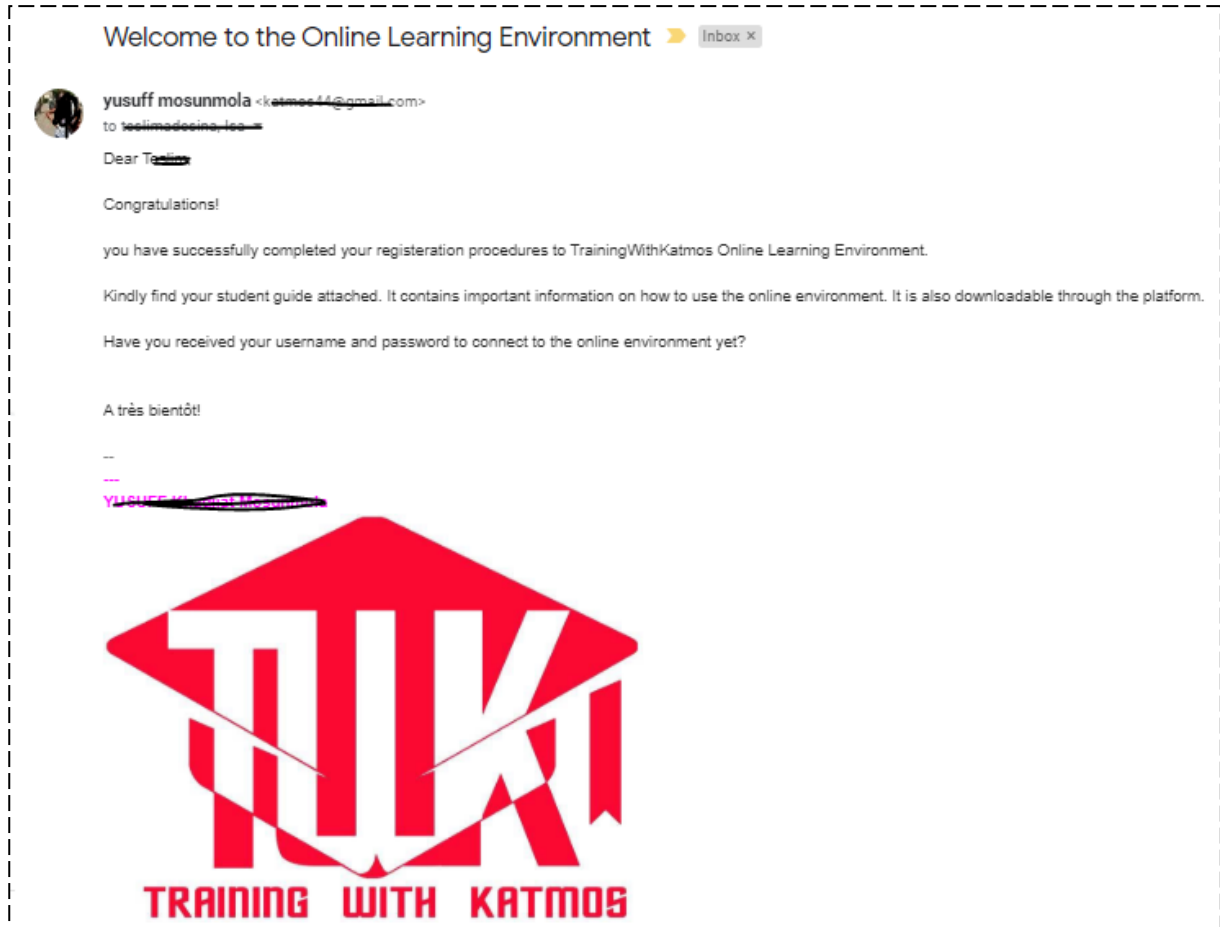 Welcome to the Online Learning Environment
Inbox ×
yusuff mosunmola <katmos44@gmail.com>
to
Dear
Congratulations!
you have successfully completed your registeration procedures to TrainingWithKatmos Online Learning Environment.
Kindly find your student guide attached. It contains important information on how to use the online environment. It is also downloadable through the platform.
Have you received your username and password to connect to the online environment yet?
A très bientôt!
--
---
TWK
TRAINING WITH KATMOS